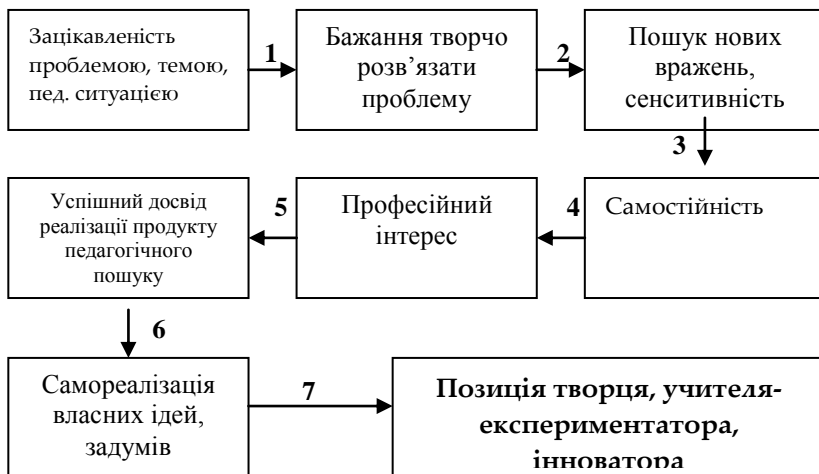 Зацікавленість
проблемою, темою,
пед. ситуацією
1
Бажання творчо
розв’язати
проблему
2
Пошук нових
вражень,
сенситивність
3
Самостійність
4
Професійний
інтерес
5
Успішний досвід
реалізації продукту
педагогічного
пошуку
6
Самореалізація
власних ідей,
задумів
7
Позиція творця, учителя-
експериментатора,
інноватора